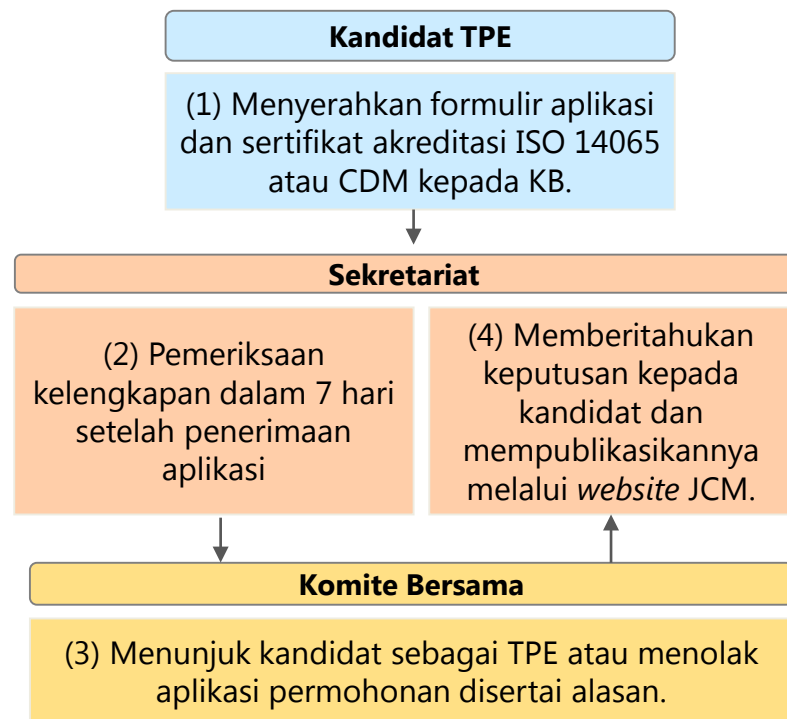 Kandidat TPE
(1) Menyerahkan formulir aplikasi
dan sertifikat akreditasi ISO 14065
atau CDM kepada KB.
Sekretariat
(2) Pemeriksaan
kelengkapan dalam 7 hari
setelah penerimaan
aplikasi
(4) Memberitahukan
keputusan kepada
kandidat dan
mempublikasikannya
melalui website JCM.
Komite Bersama
(3) Menunjuk kandidat sebagai TPE atau menolak
aplikasi permohonan disertai alasan.